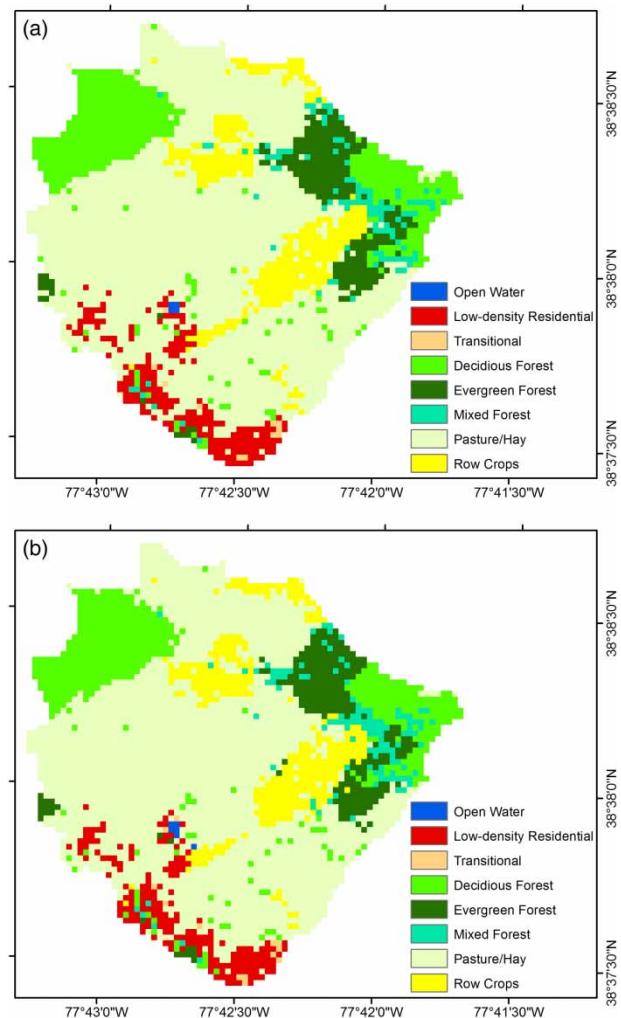 (a)
38°38'30"N
38°38'0"N
38°37'30"N
Open Water
Low-density Residential
Transitional
Decidious Forest
Evergreen Forest
Mixed Forest
Pasture/Hay
Row Crops
77°43'0"W
77°42'30"W
77°42'0"W
77°41'30"W
(b)
38°38'30"N
38°38'0"N
38°37'30"N
Open Water
Low-density Residential
Transitional
Decidious Forest
Evergreen Forest
Mixed Forest
Pasture/Hay
Row Crops
77°43'0"W
77°42'30"W
77°42'0"W
77°41'30"W